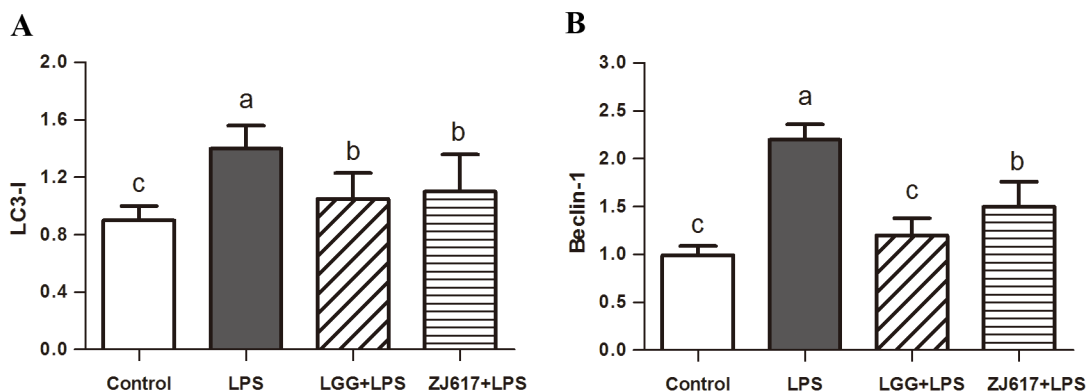 A
LC3-I
2.0
1.6
1.2
0.8
0.4
0.0
c
a
b
b
Control
LPS
LGG+LPS
ZJ617+LPS
B
Beclin-1
3.0
2.5
2.0
1.5
1.0
0.5
0.0
c
a
c
b
Control
LPS
LGG+LPS
ZJ617+LPS